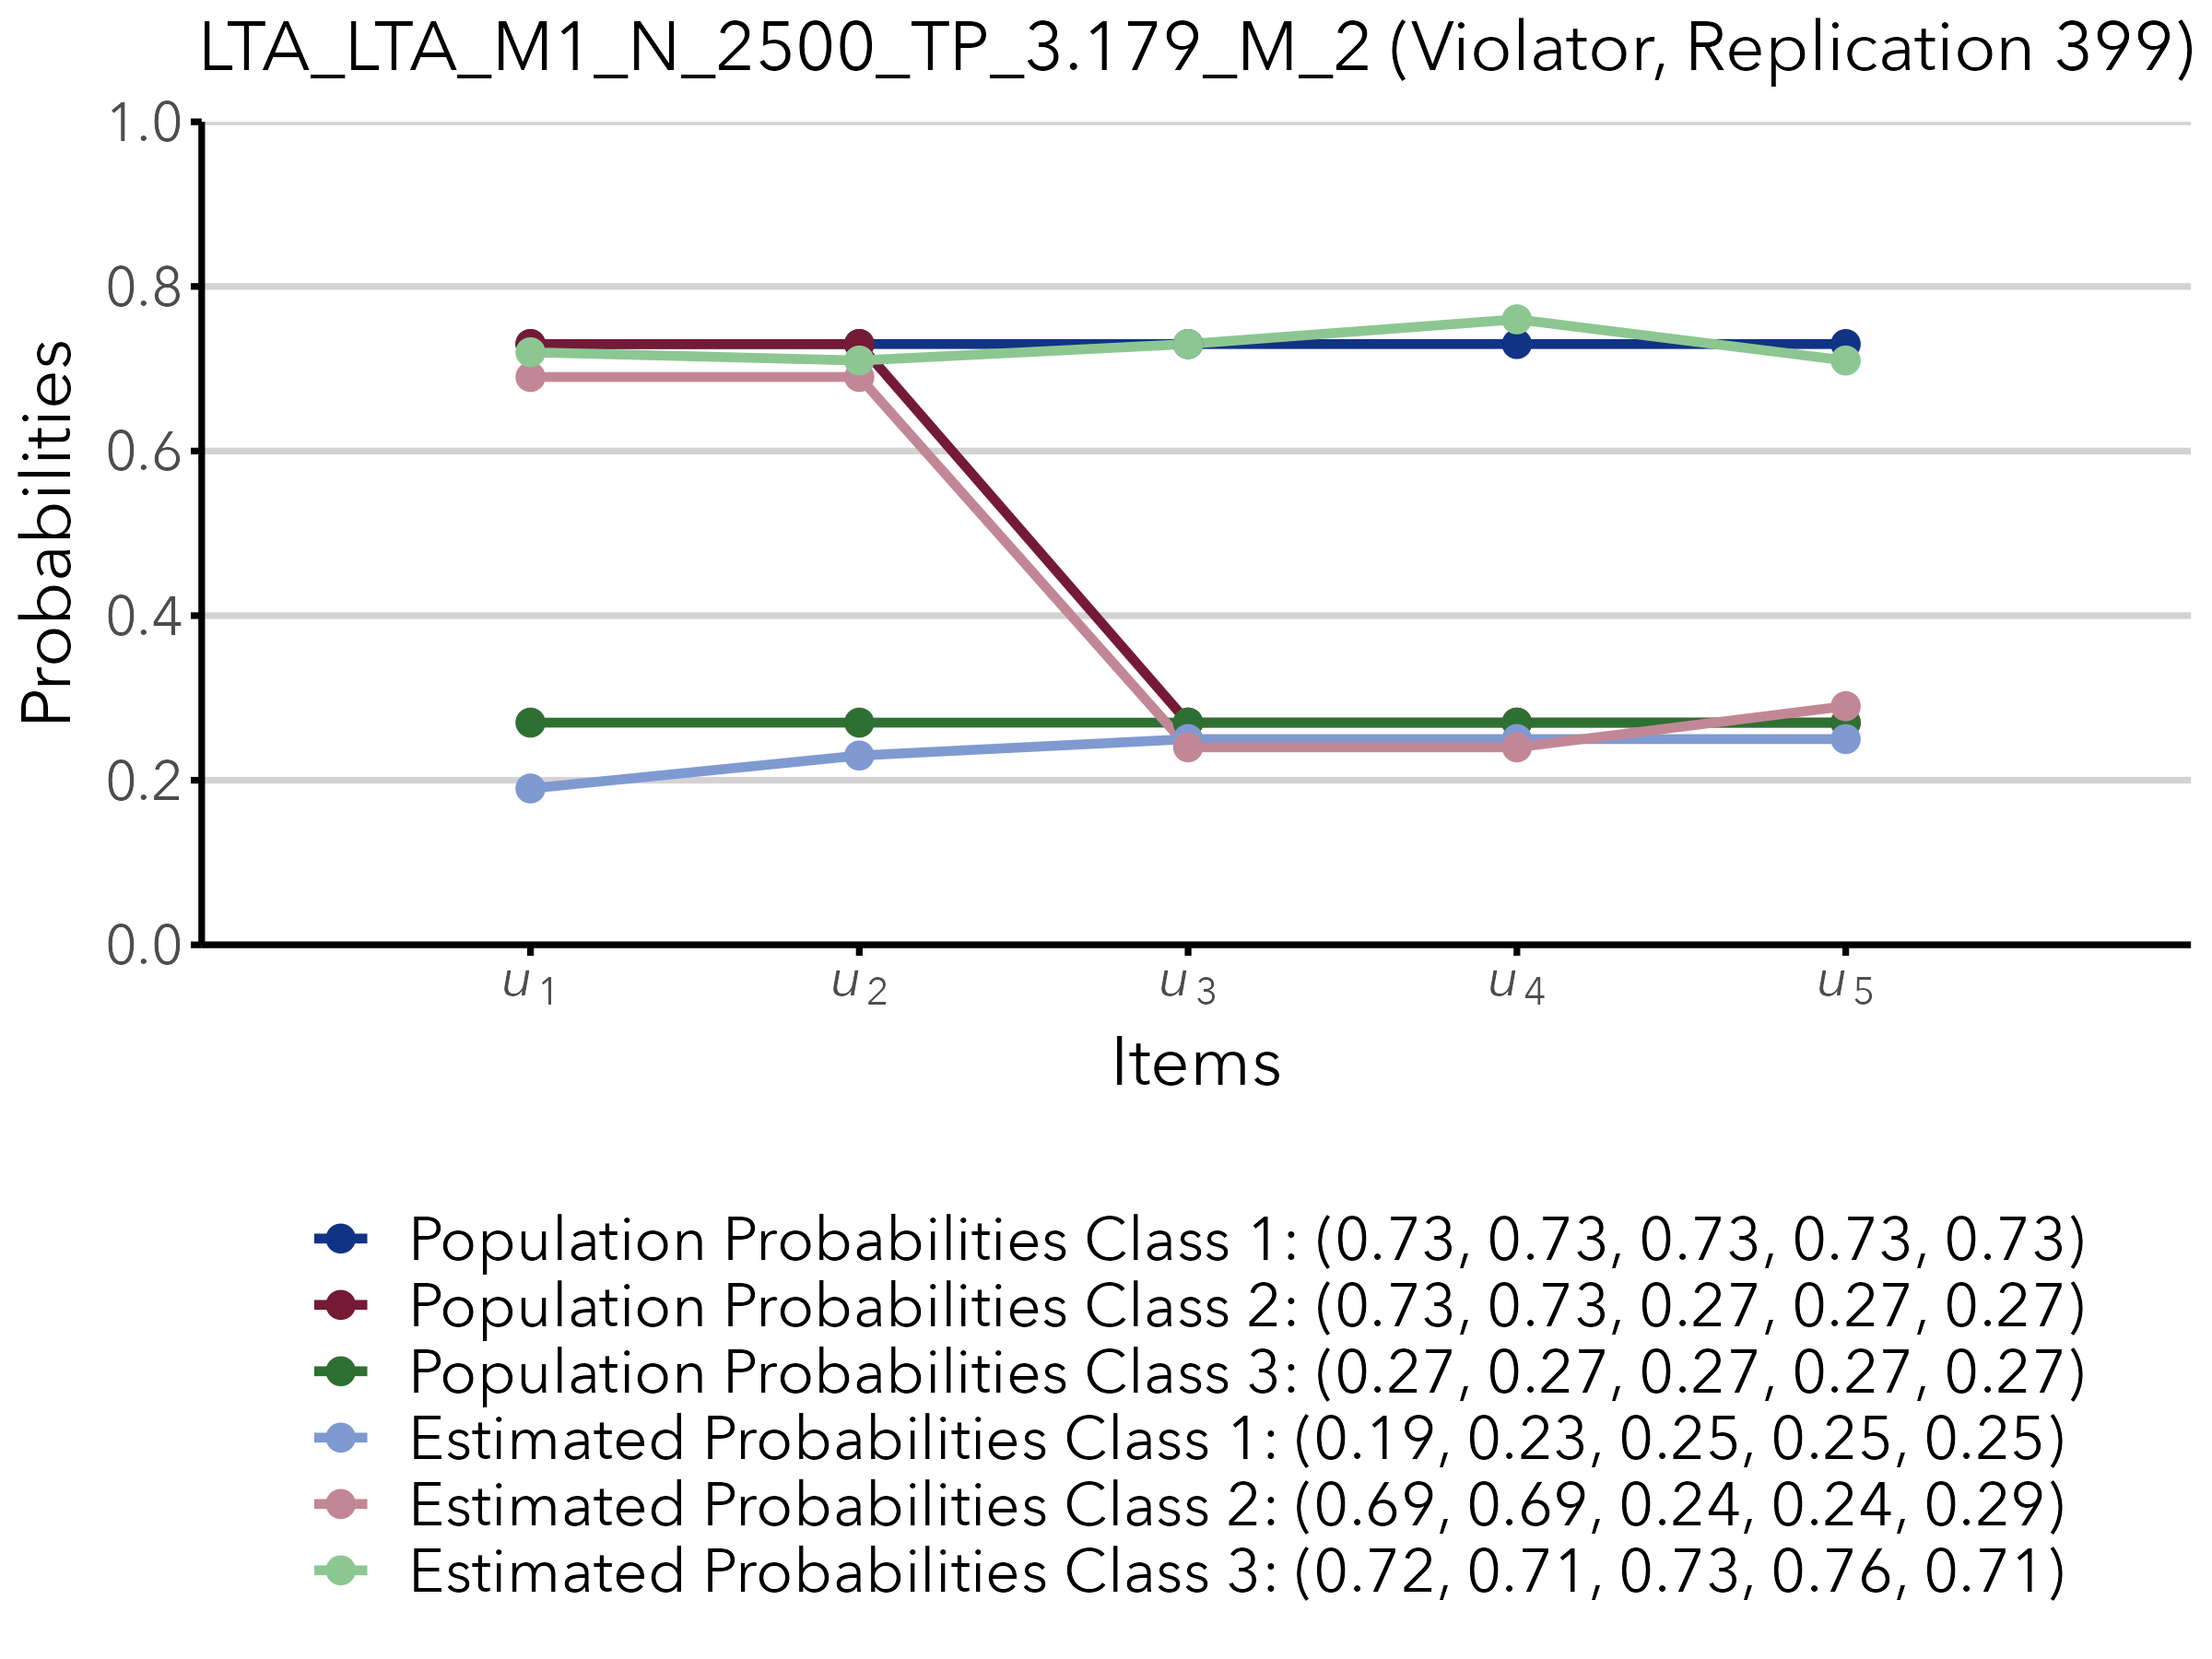 LTA_LTA_M1_N_2500_TP_3.179_M_2 (Violator, Replication 399)
1.0
0.8
0.6
0.4
0.2
0.0
Probabilities
u1 u2 u3 u4 u5
Items
Population Probabilities Class 1: (0.73, 0.73, 0.73, 0.73, 0.73)
Population Probabilities Class 2: (0.73, 0.73, 0.27, 0.27, 0.27)
Population Probabilities Class 3: (0.27, 0.27, 0.27, 0.27, 0.27)
Estimated Probabilities Class 1: (0.19, 0.23, 0.25, 0.25, 0.25)
Estimated Probabilities Class 2: (0.69, 0.69, 0.24, 0.24, 0.29)
Estimated Probabilities Class 3: (0.72, 0.71, 0.73, 0.76, 0.71)